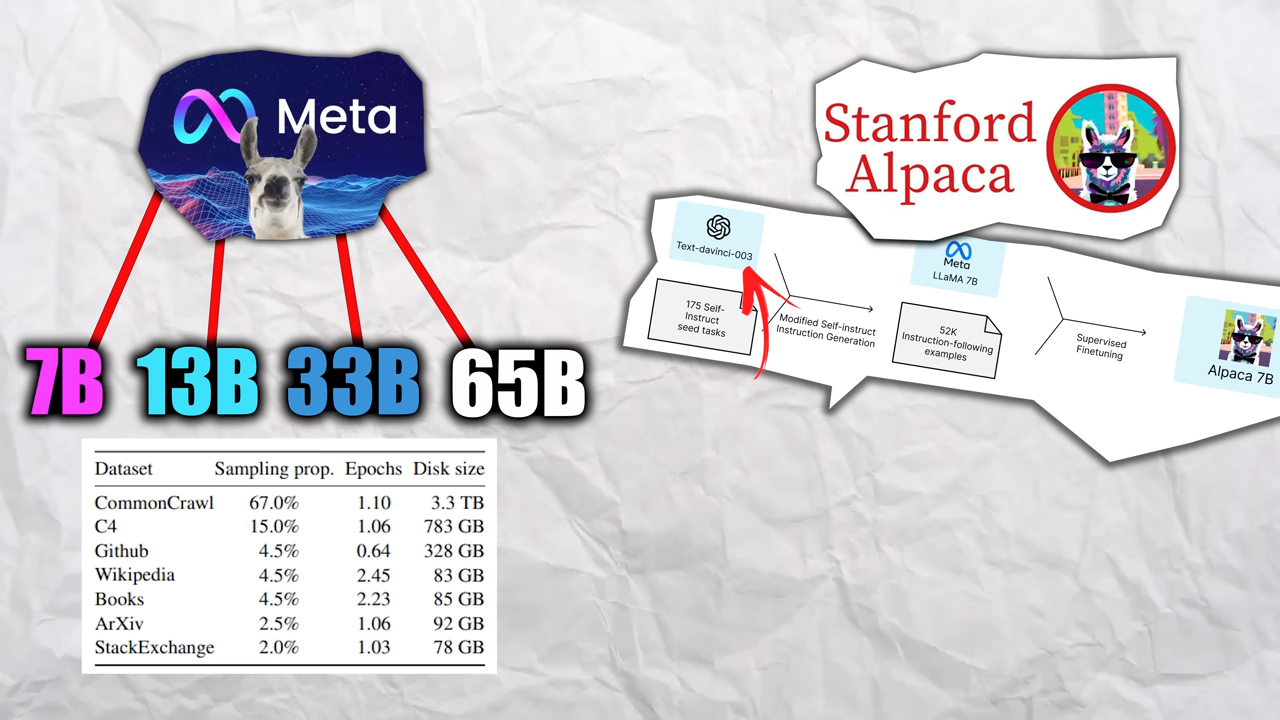 Meta
7B 13B 33B 65B
Dataset Sampling prop. Epochs Disk size
CommonCrawl 67.0% 1.10 3.3 TB
C4 15.0% 1.06 783 GB
Github 4.5% 0.64 328 GB
Wikipedia 4.5% 2.45 83 GB
Books 4.5% 2.23 85 GB
ArXiv 2.5% 1.06 92 GB
StackExchange 2.0% 1.03 78 GB
Stanford
Alpaca
Text-davinci-003
175 Self-
Instruct
seed tasks
Modified Self-instruct
Instruction Generation
Meta
LLaMA 7B
52K
Instruction-following
examples
Supervised
Finetuning
Alpaca 7B